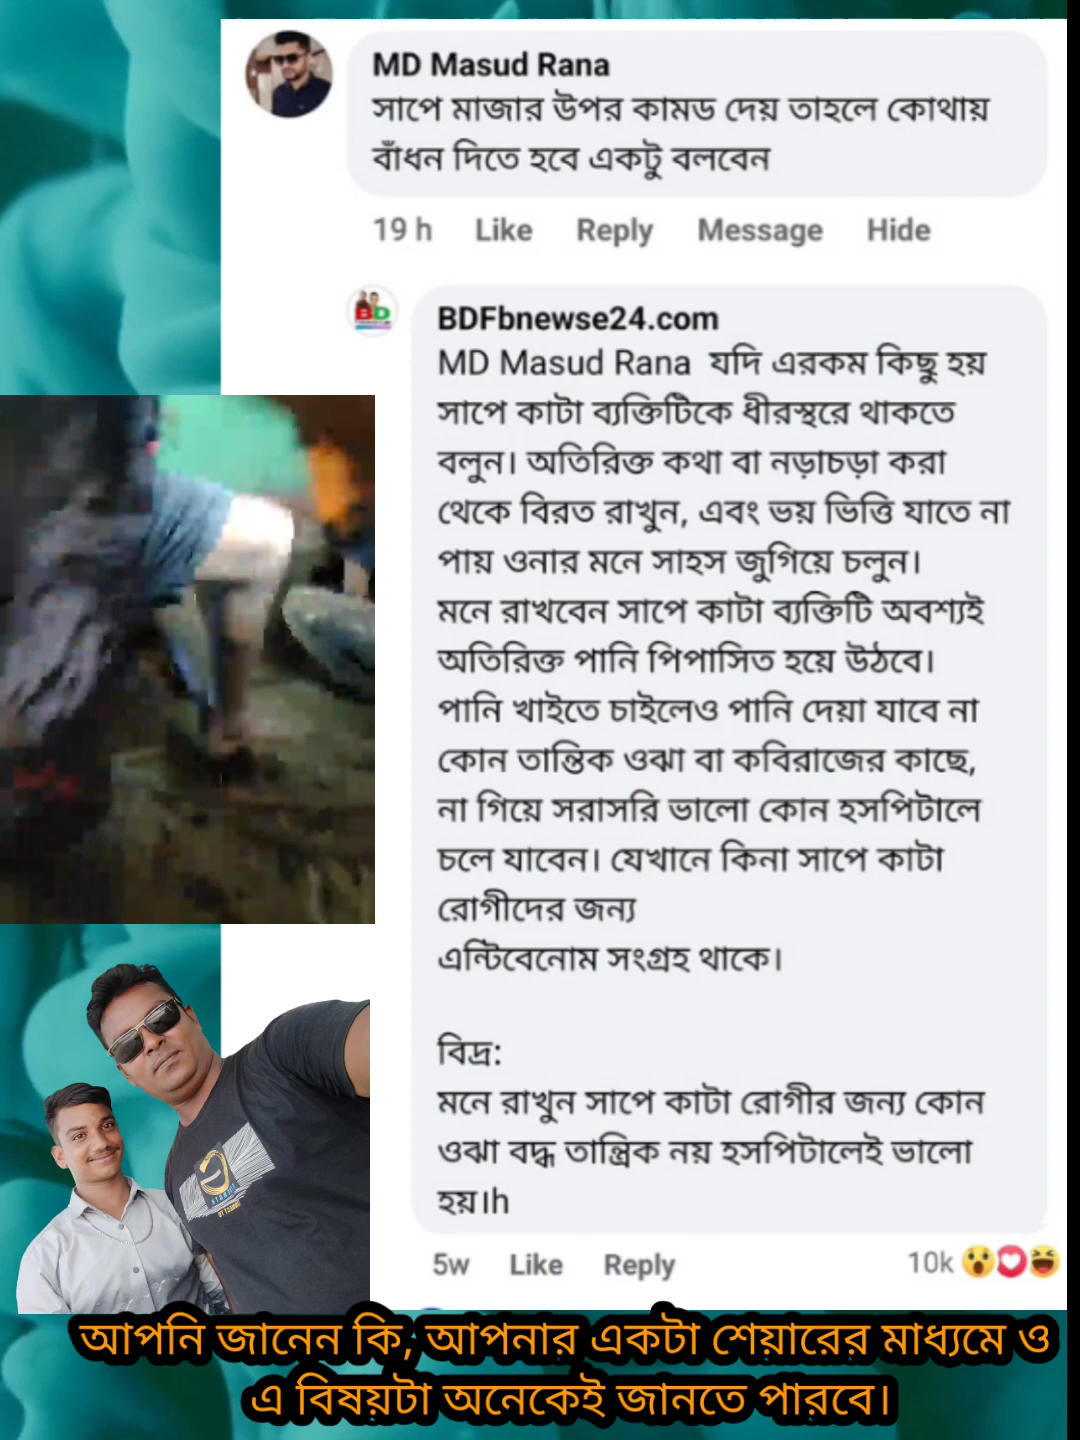 MD Masud Rana
সাপে মাজার উপর কামড দেয় তাহলে কোথায়
বাঁধন দিতে হবে একটু বলবেন
19 h Like Reply Message Hide
BD
BDFbnewse24.com
MD Masud Rana যদি এরকম কিছু হয়
সাপে কাটা ব্যক্তিটিকে ধীরস্থরে থাকতে
বলুন। অতিরিক্ত কথা বা নড়াচড়া করা
থেকে বিরত রাখুন, এবং ভয় ভিত্তি যাতে না
পায় ওনার মনে সাহস জুগিয়ে চলুন।
মনে রাখবেন সাপে কাটা ব্যক্তিটি অবশ্যই
অতিরিক্ত পানি পিপাসিত হয়ে উঠবে।
পানি খাইতে চাইলেও পানি দেয়া যাবে না
কোন তান্তিক ওঝা বা কবিরাজের কাছে,
না গিয়ে সরাসরি ভালো কোন হসপিটালে
চলে যাবেন। যেখানে কিনা সাপে কাটা
রোগীদের জন্য
এন্টিবেনোম সংগ্রহ থাকে।
বিদ্র:
মনে রাখুন সাপে কাটা রোগীর জন্য কোন
ওঝা বদ্ধ তান্ত্রিক নয় হসপিটালেই ভালো
হয়।h
5w Like Reply 10k
আপনি জানেন কি, আপনার একটা শেয়ারের মাধ্যমে ও
এ বিষয়টা অনেকেই জানতে পারবে।